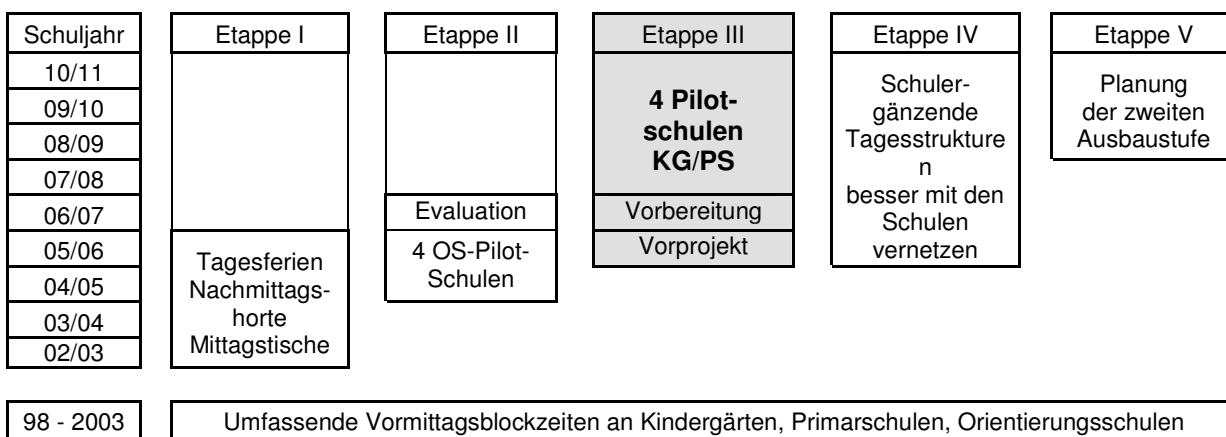 Schuljahr
10/11
09/10
08/09
07/08
06/07
05/06
04/05
03/04
02/03
98 - 2003
Etappe I
Tagesferien
Nachmittags-
horte
Mittagstische
Etappe II
Evaluation
4 OS-Pilot-
Schulen
Etappe III
4 Pilot-
schulen
KG/PS
Vorbereitung
Vorprojekt
Etappe IV
Schuler-
gänzende
Tagesstrukture
n
besser mit den
Schulen
vernetzen
Etappe V
Planung
der zweiten
Ausbaustufe
Umfassende Vormittagsblockzeiten an Kindergärten, Primarschulen, Orientierungsschulen